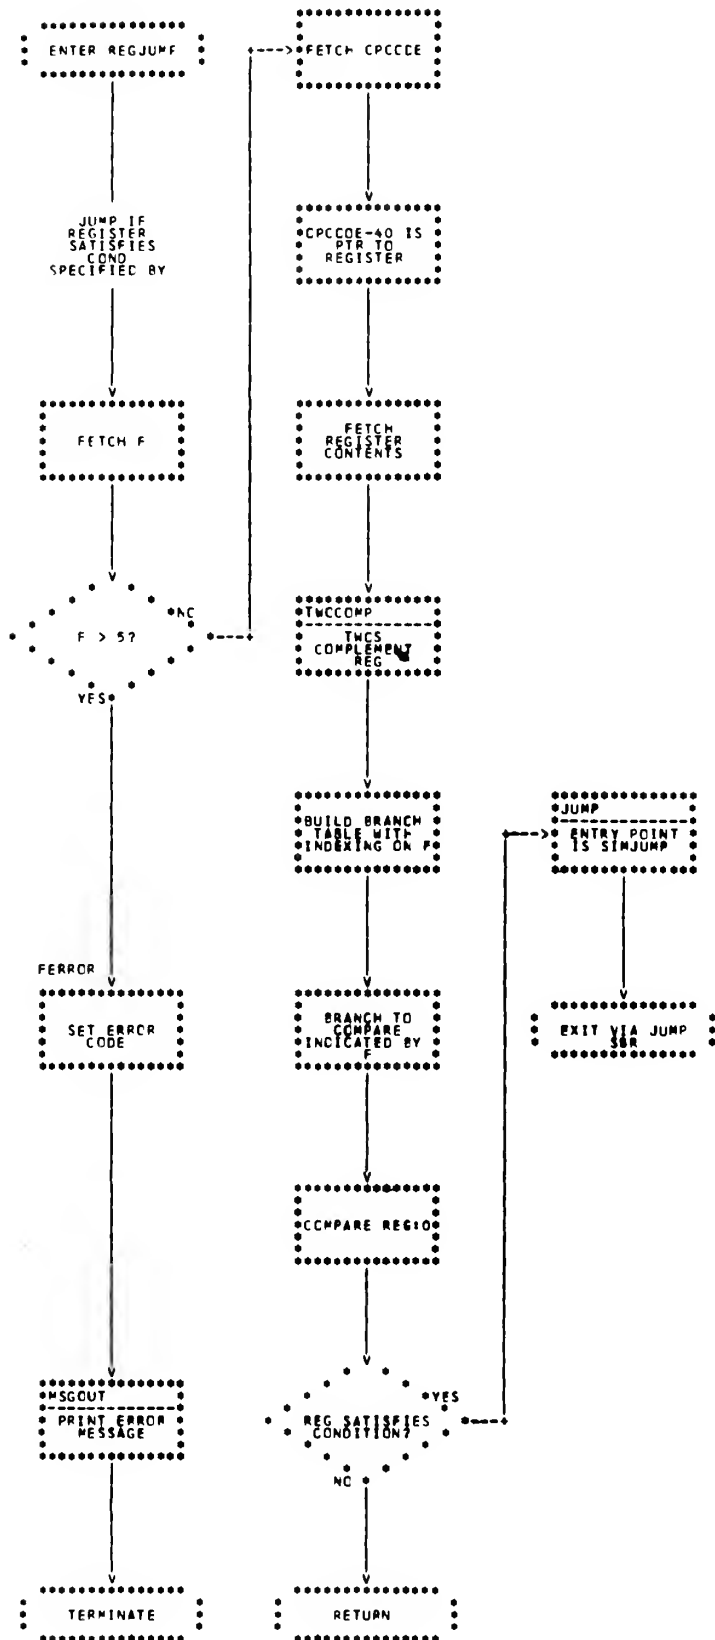 ENTER REGJUMP
JUMP IF
REGISTER
SATISFIES
COND
SPECIFIED BY
FETCH F
F > 5?
NO
YES
FERROR
SET ERROR
CODE
MSGOUT
PRINT ERROR
MESSAGE
TERMINATE
FETCH OPCODE
OPCODE-40 IS
PTR TO
REGISTER
FETCH
REGISTER
CONTENTS
TWOCOMP
TWOS
COMPLEMENT
REG
BUILD BRANCH
TABLE WITH
INDEXING ON F
BRANCH TO
COMPARE
INDICATED BY
F
COMPARE REG:0
REG SATISFIES
CONDITION?
YES
NO
RETURN
JUMP
ENTRY POINT
IS SIMJUMP
EXIT VIA JUMP
SBR